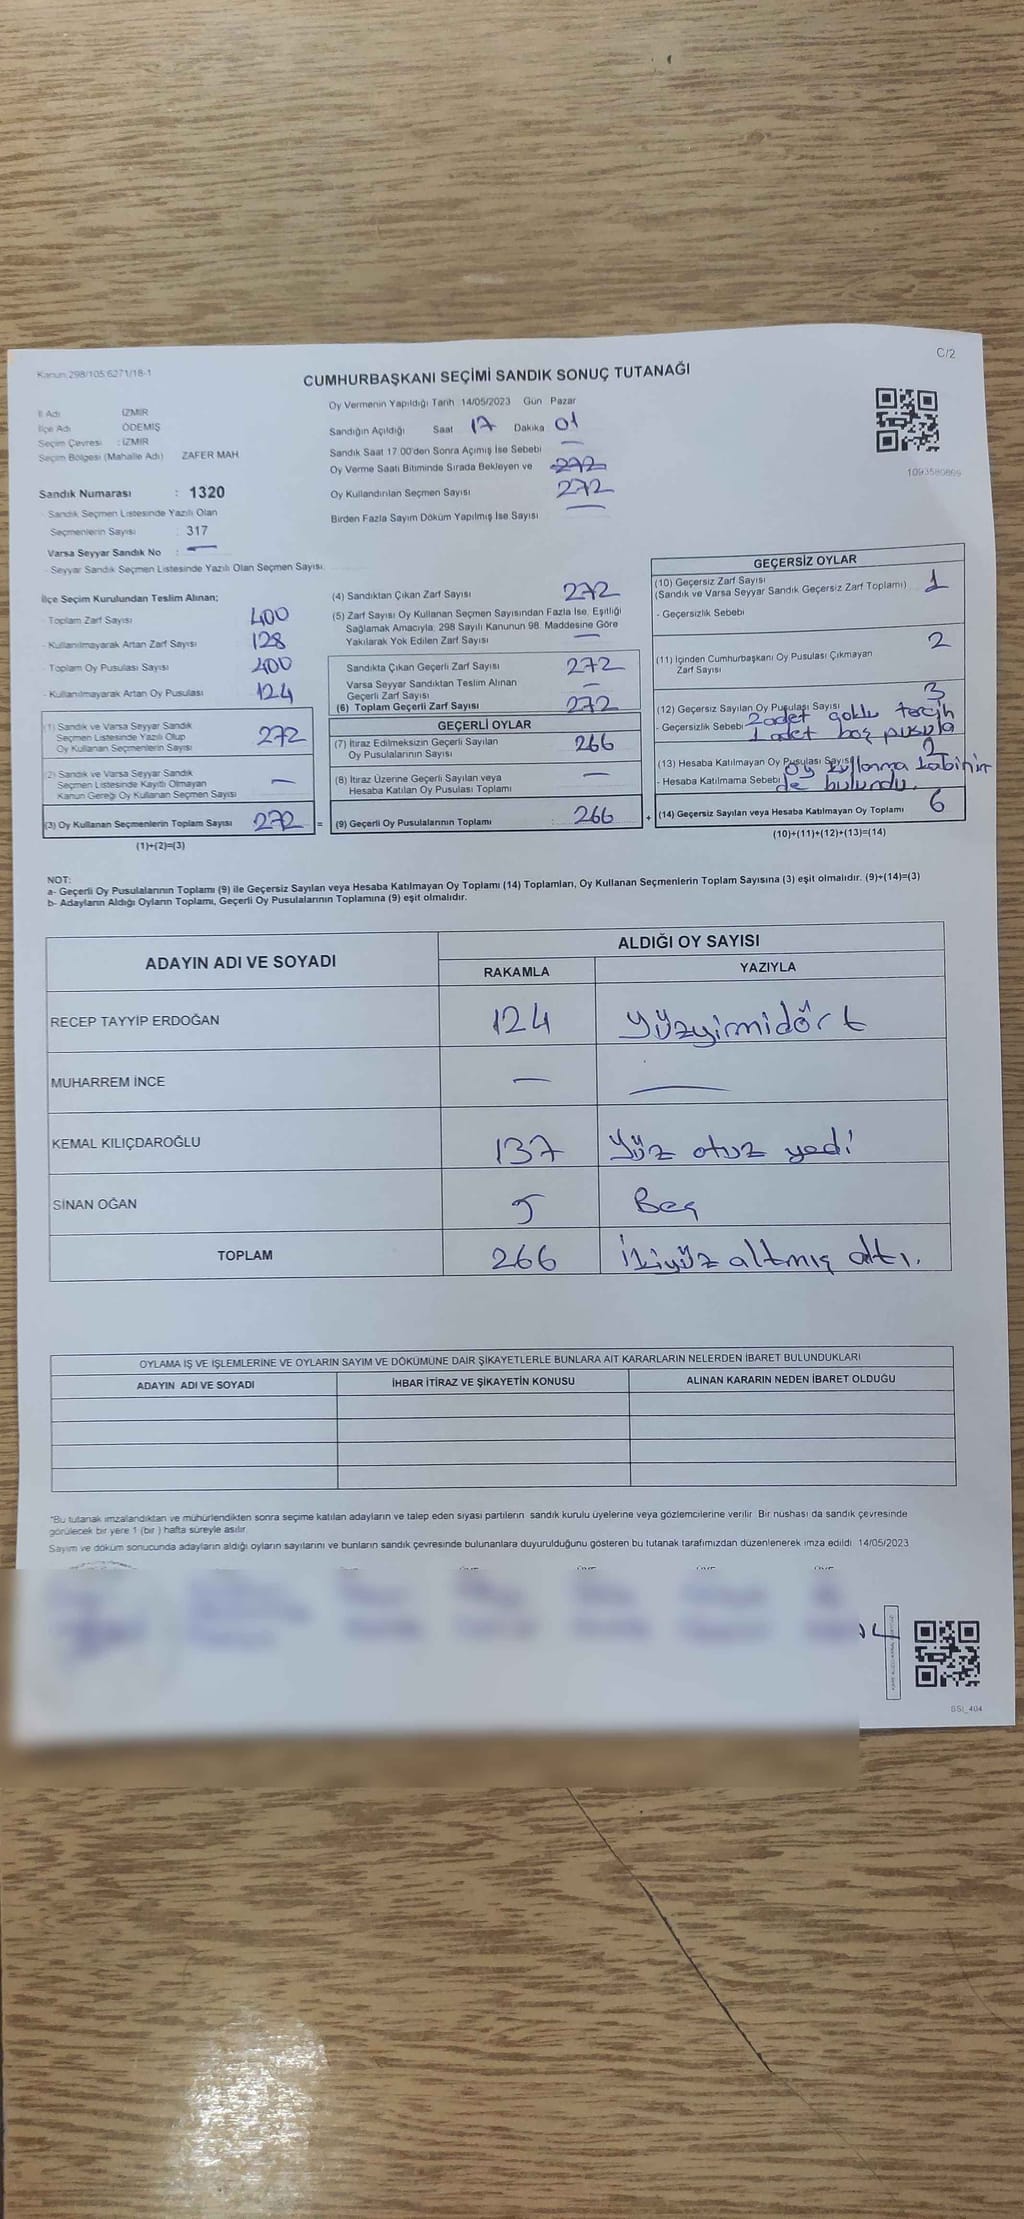 C/2
Kanun:298/105;6271/18-1
CUMHURBAŞKANI SEÇİMİ SANDIK SONUÇ TUTANAĞI
İl Adı İZMİR
İlçe Adı ÖDEMİŞ
Seçim Çevresi : İZMİR
Seçim Bölgesi (Mahalle Adı) ZAFER MAH.
Sandık Numarası : 1320
- Sandık Seçmen Listesinde Yazılı Olan
Seçmenlerin Sayısı : 317
Varsa Seyyar Sandık No : —
- Seyyar Sandık Seçmen Listesinde Yazılı Olan Seçmen Sayısı:
Oy Vermenin Yapıldığı Tarih :14/05/2023 Gün Pazar
Sandığın Açıldığı Saat 17 Dakika 01
Sandık Saat 17:00'den Sonra Açılmış İse Sebebi —
Oy Verme Saati Bitiminde Sırada Bekleyen ve 272
Oy Kullandırılan Seçmen Sayısı 272
Birden Fazla Sayım Döküm Yapılmış İse Sayısı —
1093580869
İlçe Seçim Kurulundan Teslim Alınan;
- Toplam Zarf Sayısı 400
- Kullanılmayarak Artan Zarf Sayısı 128
- Toplam Oy Pusulası Sayısı 400
- Kullanılmayarak Artan Oy Pusulası 124
(1) Sandık ve Varsa Seyyar Sandık
Seçmen Listesinde Yazılı Olup
Oy Kullanan Seçmenlerin Sayısı 272
(2) Sandık ve Varsa Seyyar Sandık
Seçmen Listesinde Kayıtlı Olmayan
Kanun Gereği Oy Kullanan Seçmen Sayısı —
(3) Oy Kullanan Seçmenlerin Toplam Sayısı 272 =
(1)+(2)=(3)
(4) Sandıktan Çıkan Zarf Sayısı 272
(5) Zarf Sayısı Oy Kullanan Seçmen Sayısından Fazla İse, Eşitliği
Sağlamak Amacıyla; 298 Sayılı Kanunun 98. Maddesine Göre
Yakılarak Yok Edilen Zarf Sayısı —
Sandıkta Çıkan Geçerli Zarf Sayısı 272
Varsa Seyyar Sandıktan Teslim Alınan
Geçerli Zarf Sayısı —
(6) Toplam Geçerli Zarf Sayısı 272
GEÇERLİ OYLAR
(7) İtiraz Edilmeksizin Geçerli Sayılan
Oy Pusulalarının Sayısı 266
(8) İtiraz Üzerine Geçerli Sayılan veya
Hesaba Katılan Oy Pusulası Toplamı —
(9) Geçerli Oy Pusulalarının Toplamı : 266 +
GEÇERSİZ OYLAR
(10) Geçersiz Zarf Sayısı
(Sandık ve Varsa Seyyar Sandık Geçersiz Zarf Toplamı) 1
- Geçersizlik Sebebi
(11) İçinden Cumhurbaşkanı Oy Pusulası Çıkmayan
Zarf Sayısı 2
(12) Geçersiz Sayılan Oy Pusulası Sayısı 3
- Geçersizlik Sebebi 2 adet çoklu tercih
1 adet boş pusula
(13) Hesaba Katılmayan Oy Pusulası Sayısı
- Hesaba Katılmama Sebebi Oy kullanma kabinin
de bulundu.
(14) Geçersiz Sayılan veya Hesaba Katılmayan Oy Toplamı 6
(10)+(11)+(12)+(13)=(14)
NOT:
a- Geçerli Oy Pusulalarının Toplamı (9) ile Geçersiz Sayılan veya Hesaba Katılmayan Oy Toplamı (14) Toplamları, Oy Kullanan Seçmenlerin Toplam Sayısına (3) eşit olmalıdır. (9)+(14)=(3)
b- Adayların Aldığı Oyların Toplamı, Geçerli Oy Pusulalarının Toplamına (9) eşit olmalıdır.
ADAYIN ADI VE SOYADI
ALDIĞI OY SAYISI
RAKAMLA YAZIYLA
RECEP TAYYİP ERDOĞAN 124 Yüzyirmidört
MUHARREM İNCE — —
KEMAL KILIÇDAROĞLU 137 Yüz otuz yedi
SİNAN OĞAN 5 Beş
TOPLAM 266 İkiyüz altmış altı.
OYLAMA İŞ VE İŞLEMLERİNE VE OYLARIN SAYIM VE DÖKÜMÜNE DAİR ŞİKAYETLERLE BUNLARA AİT KARARLARIN NELERDEN İBARET BULUNDUKLARI
ADAYIN ADI VE SOYADI İHBAR İTİRAZ VE ŞİKAYETİN KONUSU ALINAN KARARIN NEDEN İBARET OLDUĞU
*Bu tutanak imzalandıktan ve mühürlendikten sonra seçime katılan adayların ve talep eden siyasi partilerin sandık kurulu üyelerine veya gözlemcilerine verilir. Bir nüshası da sandık çevresinde
görülecek bir yere 1 (bir ) hafta süreyle asılır.
Sayım ve döküm sonucunda adayların aldığı oyların sayılarını ve bunların sandık çevresinde bulunanlara duyurulduğunu gösteren bu tutanak tarafımızdan düzenlenerek imza edildi. 14/05/2023
BSI_404